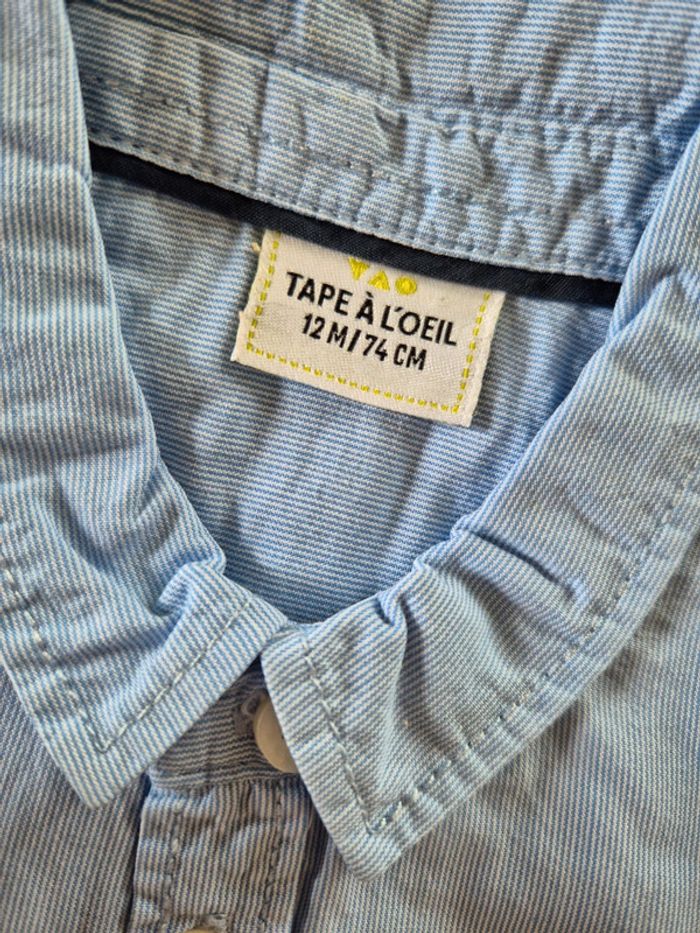 TAO
TAPE À L'OEIL
12 M / 74 CM